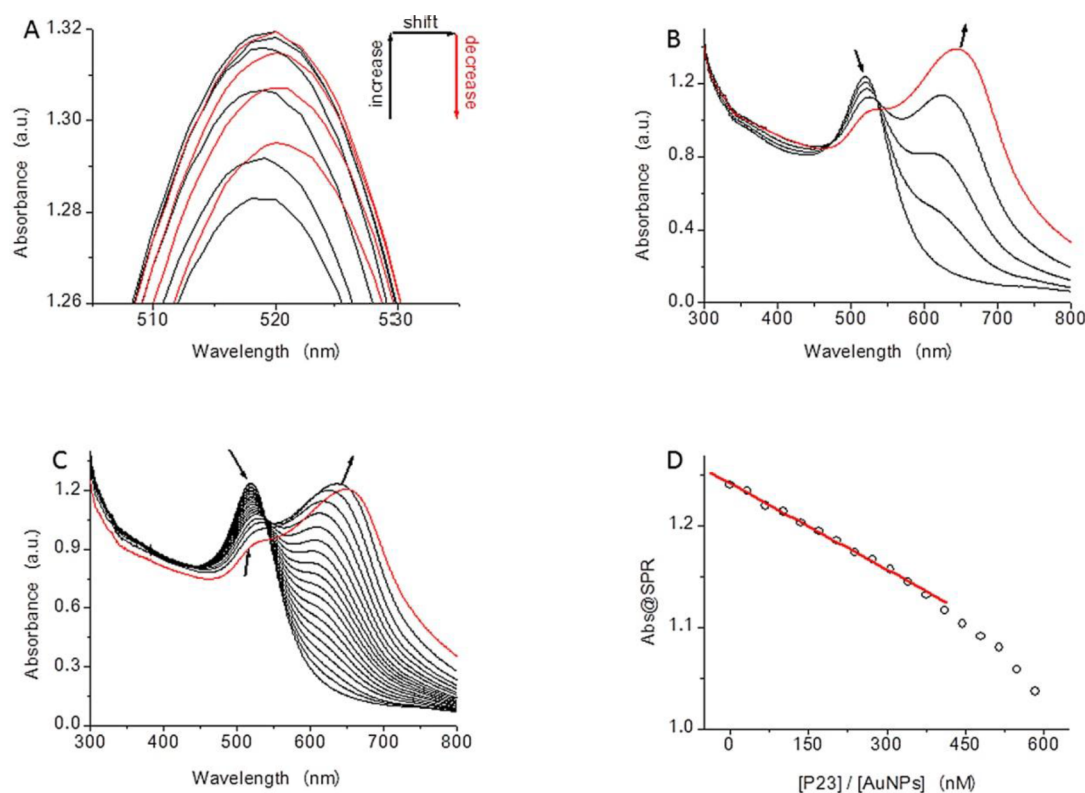 A
1.32
1.30
1.28
1.26
Absorbance (a.u.)
510
520
530
Wavelength (nm)
increase
shift
decrease
B
1.2
0.8
0.4
0.0
Absorbance (a.u.)
300
400
500
600
700
800
Wavelength (nm)
C
1.2
0.9
0.6
0.3
0.0
Absorbance (a.u.)
300
400
500
600
700
800
Wavelength (nm)
D
1.2
1.1
1.0
Abs@SPR
0
150
300
450
600
[P23] / [AuNPs] (nM)